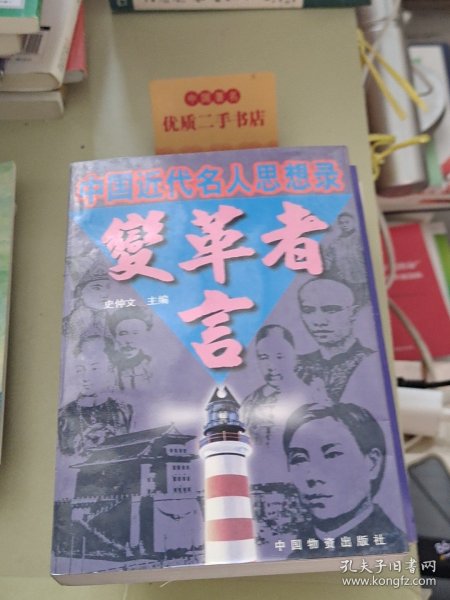 优质二手书店
中国近代名人思想录
變革者
言
史仲文 主编
中国物资出版社
孔夫子旧书网
www.kongfz.com